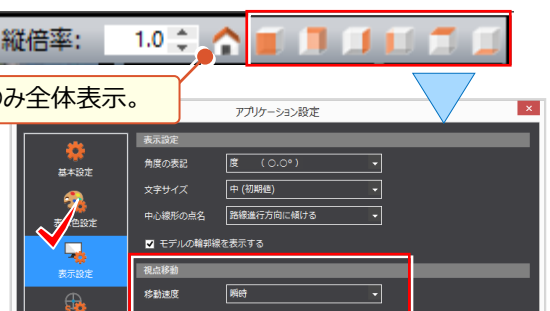 縦倍率: 1.0
のみ全体表示。
アプリケーション設定
×
基本設定
表示設定
角度の表記 度 (○.○°)
文字サイズ 中 (初期値)
中心線形の点名 路線進行方向に傾ける
色設定
モデルの輪郭線を表示する
表示設定
視点移動
移動速度 瞬時